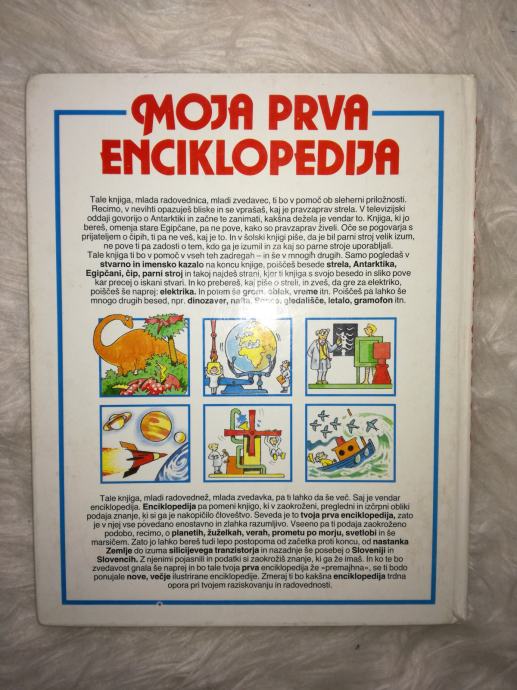 MOJA PRVA
ENCIKLOPEDIJA
Tale knjiga, mlada radovednica, mladi zvedavec, ti bo v pomoč ob sleherni priložnosti.
Recimo, v nevihti opazuješ bliske in se vprašaš, kaj je pravzaprav strela. V televizijski
oddaji govorijo o Antarktiki in začne te zanimati, kakšna dežela je vendar to. Knjiga, ki jo
bereš, omenja stare Egipčane, pa ne pove, kako so pravzaprav živeli. Oče se pogovarja s
prijateljem o čipih, ti pa ne veš, kaj je to. In v šolski knjigi piše, da je bil parni stroj velik izum,
ne pove ti pa zadosti o tem, kdo ga je izumil in za kaj so parne stroje uporabljali.
Tale knjiga ti bo v pomoč v vseh teh zadregah – in še v mnogih drugih. Samo pogledaš v
stvarno in imensko kazalo na koncu knjige, poiščeš besede strela, Antarktika,
Egipčani, čip, parni stroj in takoj najdeš strani, kjer ti knjiga s svojo besedo in sliko pove
kar precej o iskani stvari. In ko prebereš, kaj piše o streli, in zveš, da gre za elektriko,
poiščeš še naprej: elektrika. In potem še grom, oblak, vreme itn. Poiščeš pa lahko še
mnogo drugih besed, npr. dinozaver, nafta, Sonce, gledališče, letalo, gramofon itn.
Tale knjiga, mladi radovednež, mlada zvedavka, pa ti lahko da še več. Saj je vendar
enciklopedija. Enciklopedija pa pomeni knjigo, ki v zaokroženi, pregledni in izčrpni obliki
podaja znanje, ki si ga je nakopičilo človeštvo. Seveda je to tvoja prva enciklopedija, zato
je v njej vse povedano enostavno in zlahka razumljivo. Vseeno pa ti podaja zaokroženo
podobo, recimo, o planetih, žuželkah, verah, prometu po morju, svetlobi in še
marsičem. Zato jo lahko bereš tudi lepo postopoma od začetka proti koncu, od nastanka
Zemlje do izuma silicijevega tranzistorja in nazadnje še posebej o Sloveniji in
Slovencih. Z njenimi pojasnili in podatki si zaokrožiš znanje, ki ga že imaš. In ko te bo
zvedavost gnala še naprej in bo tale tvoja prva enciklopedija že »premajhna«, se ti bodo
ponujale nove, večje ilustrirane enciklopedije. Zmeraj ti bo kakšna enciklopedija trdna
opora pri tvojem raziskovanju in radovednosti.